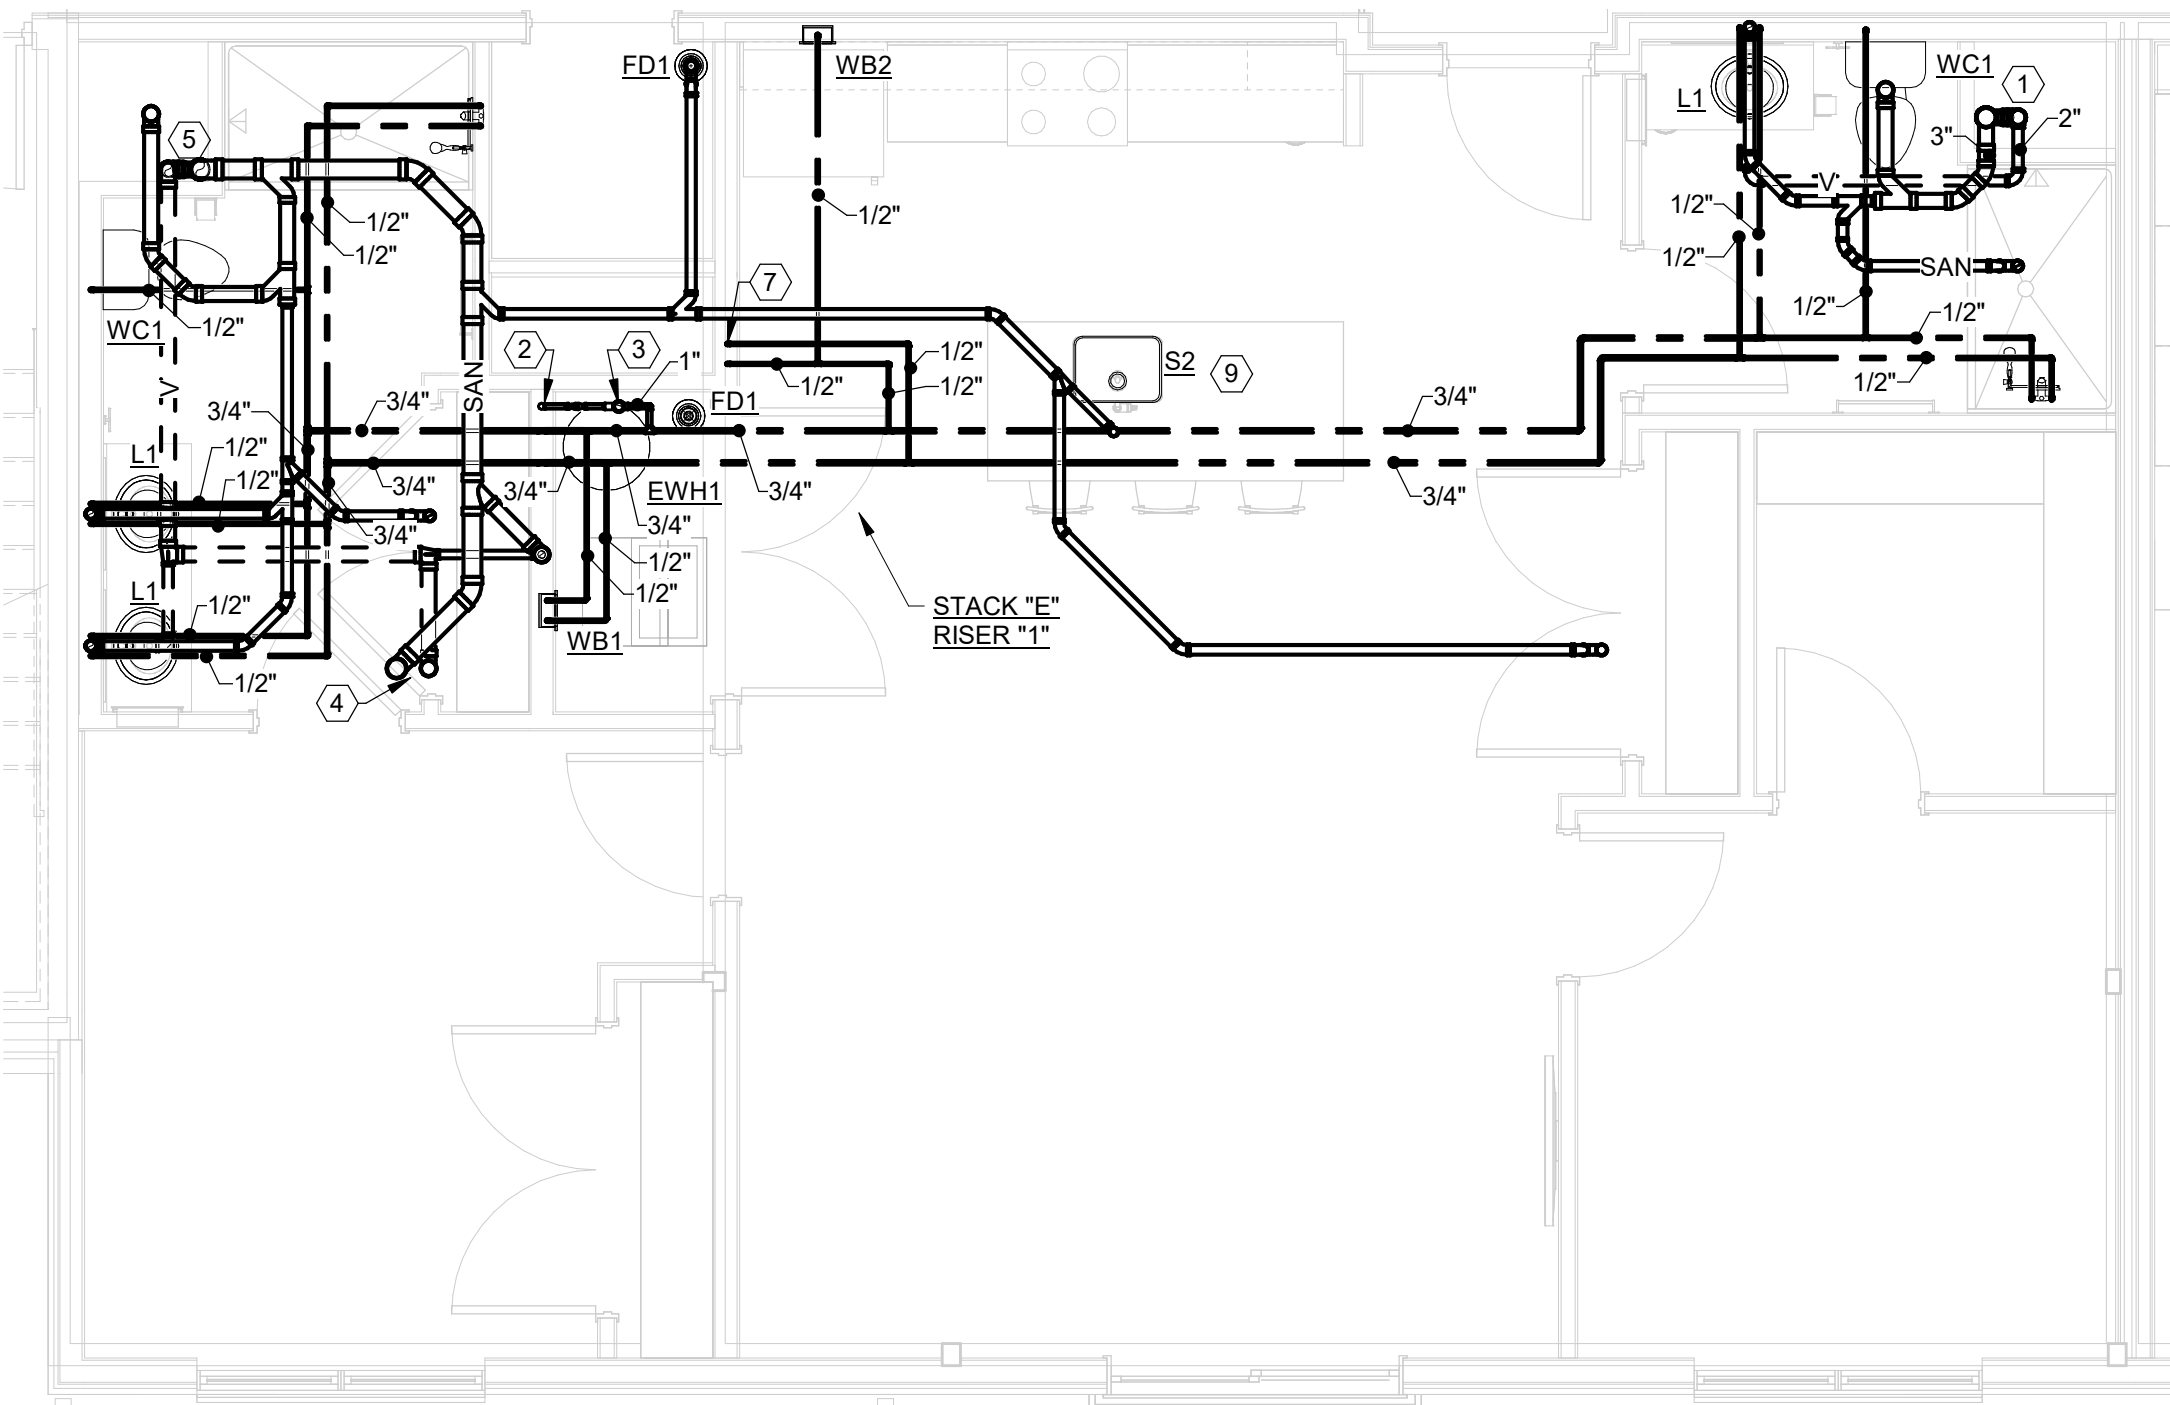 FD1
WB2
L1
WC1
1
3"
2"
5
1/2"
1/2"
V
1/2"
1/2"
1/2"
SAN
7
1/2"
1/2"
WC1
1/2"
2
3
1"
1/2"
1/2"
1/2"
S2
9
1/2"
V
SAN
3/4"
3/4"
FD1
3/4"
L1
1/2"
1/2"
3/4"
3/4"
EWH1
3/4"
3/4"
3/4"
3/4"
1/2"
1/2"
L1
1/2"
WB1
STACK "E"
RISER "1"
1/2"
4